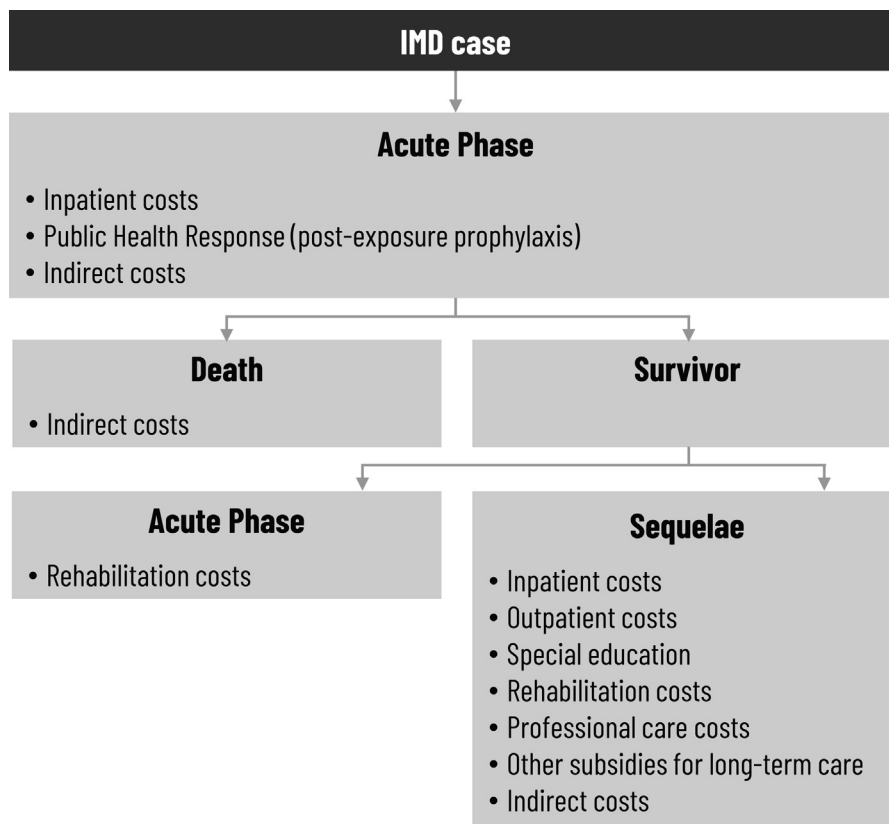 IMD case
Acute Phase
• Inpatient costs
• Public Health Response (post-exposure prophylaxis)
• Indirect costs
Death
• Indirect costs
Survivor
Acute Phase
• Rehabilitation costs
Sequelae
• Inpatient costs
• Outpatient costs
• Special education
• Rehabilitation costs
• Professional care costs
• Other subsidies for long-term care
• Indirect costs